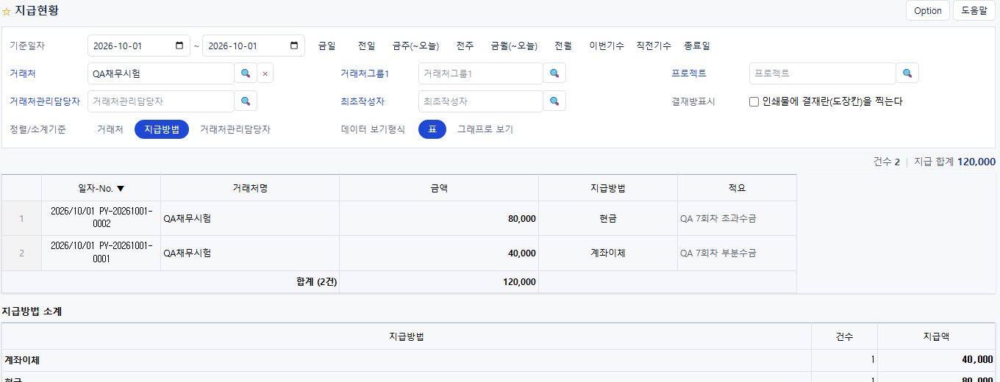 ☆ 지급현황 Option 도움말
기준일자 2026-10-01 ~ 2026-10-01 금일 전일 금주(~오늘) 전주 금월(~오늘) 전월 이번기수 직전기수 종료일
거래처 QA채무시험 × 거래처그룹1 거래처그룹1 프로젝트 프로젝트
거래처관리담당자 거래처관리담당자 최초작성자 최초작성자 결재방표시 인쇄물에 결재란(도장칸)을 찍는다
정렬/소계기준 거래처 지급방법 거래처관리담당자 데이터 보기형식 표 그래프로 보기
건수 2 | 지급 합계 120,000
일자-No. ▼ 거래처명 금액 지급방법 적요
1 2026/10/01 PY-20261001-0002 QA채무시험 80,000 현금 QA 7회차 초과수금
2 2026/10/01 PY-20261001-0001 QA채무시험 40,000 계좌이체 QA 7회차 부분수금
합계 (2건) 120,000
지급방법 소계
지급방법 건수 지급액
계좌이체 1 40,000
현금 1 80,000